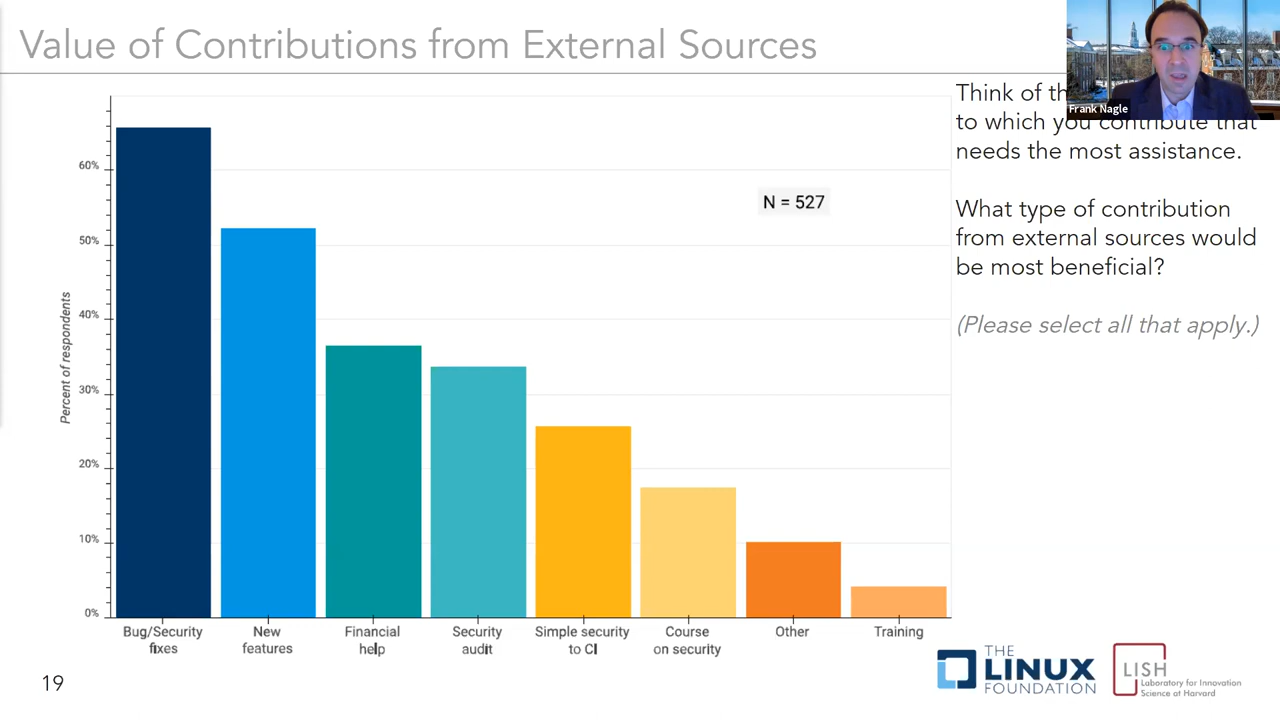 Value of Contributions from External Sources
Frank Nagle
Think of th
to which you contribute that
needs the most assistance.
What type of contribution
from external sources would
be most beneficial?
(Please select all that apply.)
N = 527
Percent of respondents
60%
50%
40%
30%
20%
10%
0%
Bug/Security
fixes
New
features
Financial
help
Security
audit
Simple security
to CI
Course
on security
Other
Training
19
THE
LINUX
FOUNDATION
LISH
Laboratory for Innovation
Science at Harvard